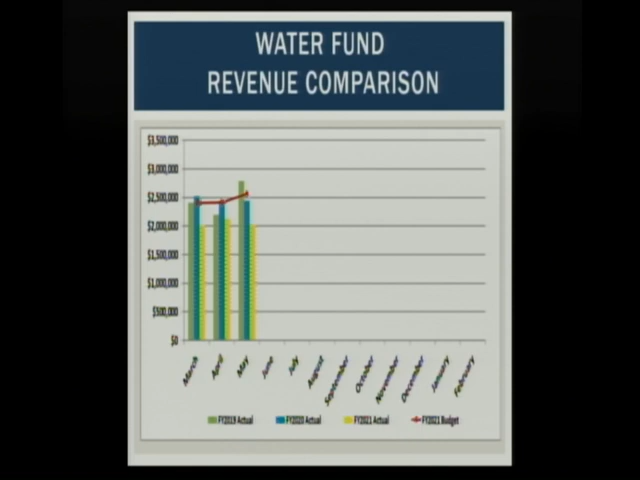 WATER FUND
REVENUE COMPARISON
$3,500,000
$3,000,000
$2,500,000
$2,000,000
$1,500,000
$1,000,000
$500,000
$0
March April May June July August September October November December January February
FY2019 Actual FY2020 Actual FY2021 Actual FY2021 Budget